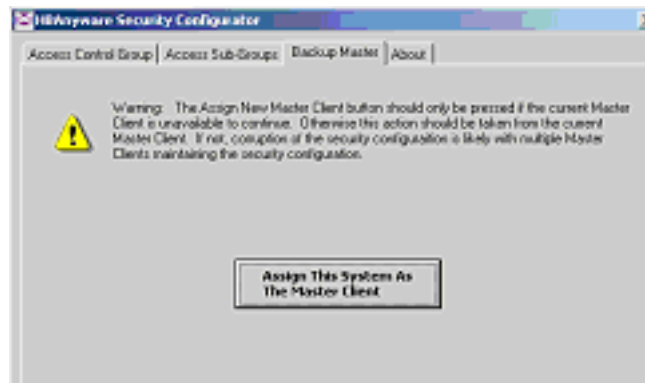 HBAnyware Security Configurator
Access Control Group Access Sub-Groups Backup Master About
Warning: The Assign New Master Client button should only be pressed if the current Master
Client is unavailable to continue. Otherwise this action should be taken from the current
Master Client. If not, corruption of the security configuration is likely with multiple Master
Clients maintaining the security configuration.
Assign This System As
The Master Client